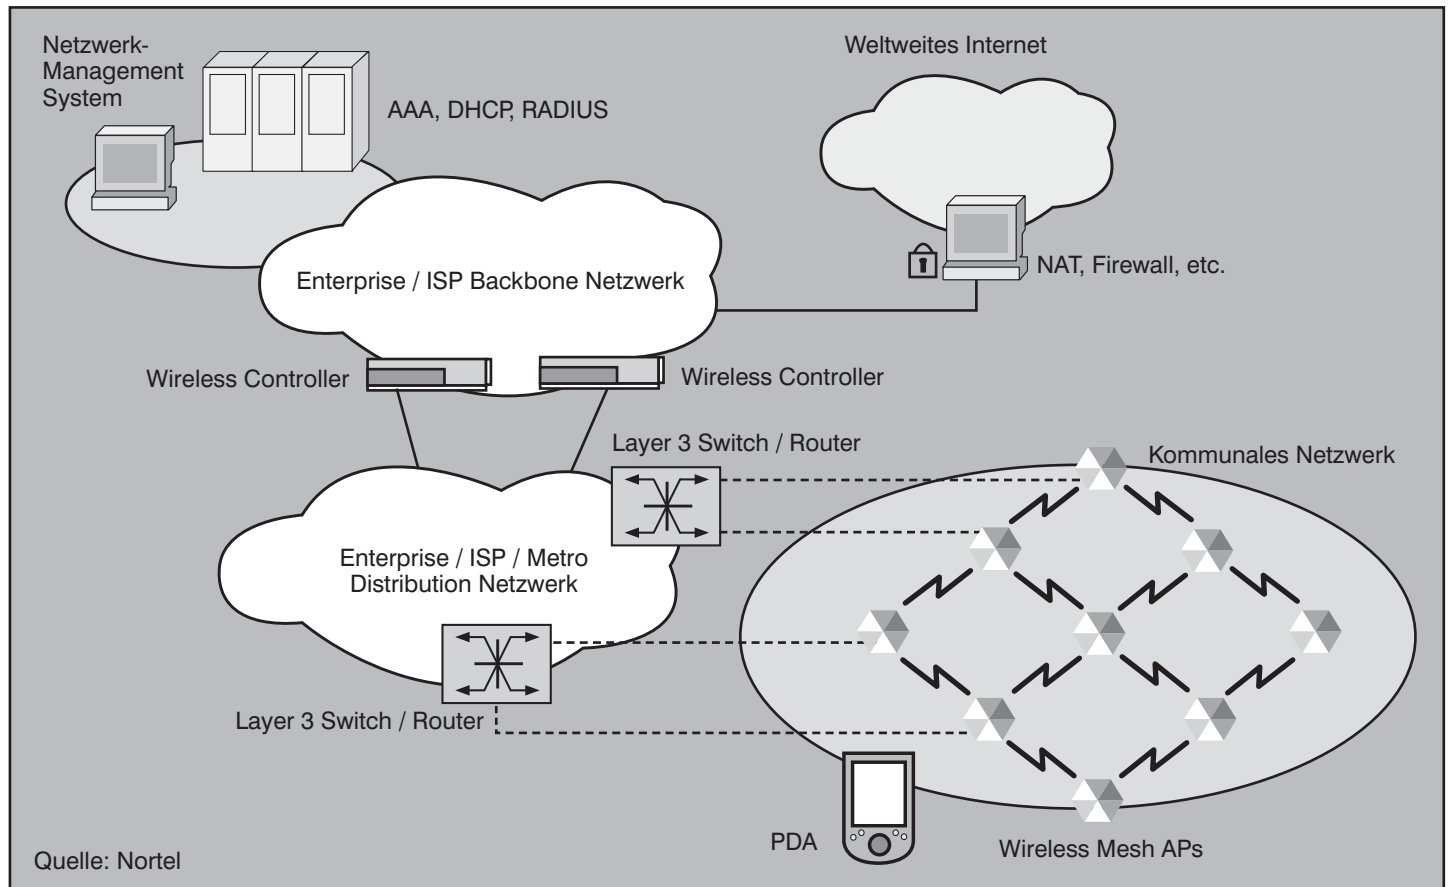 Netzwerk-
Management
System
AAA, DHCP, RADIUS
Weltweites Internet
NAT, Firewall, etc.
Enterprise / ISP Backbone Netzwerk
Wireless Controller
Wireless Controller
Layer 3 Switch / Router
Kommunales Netzwerk
Enterprise / ISP / Metro
Distribution Netzwerk
Layer 3 Switch / Router
PDA
Wireless Mesh APs
Quelle: Nortel